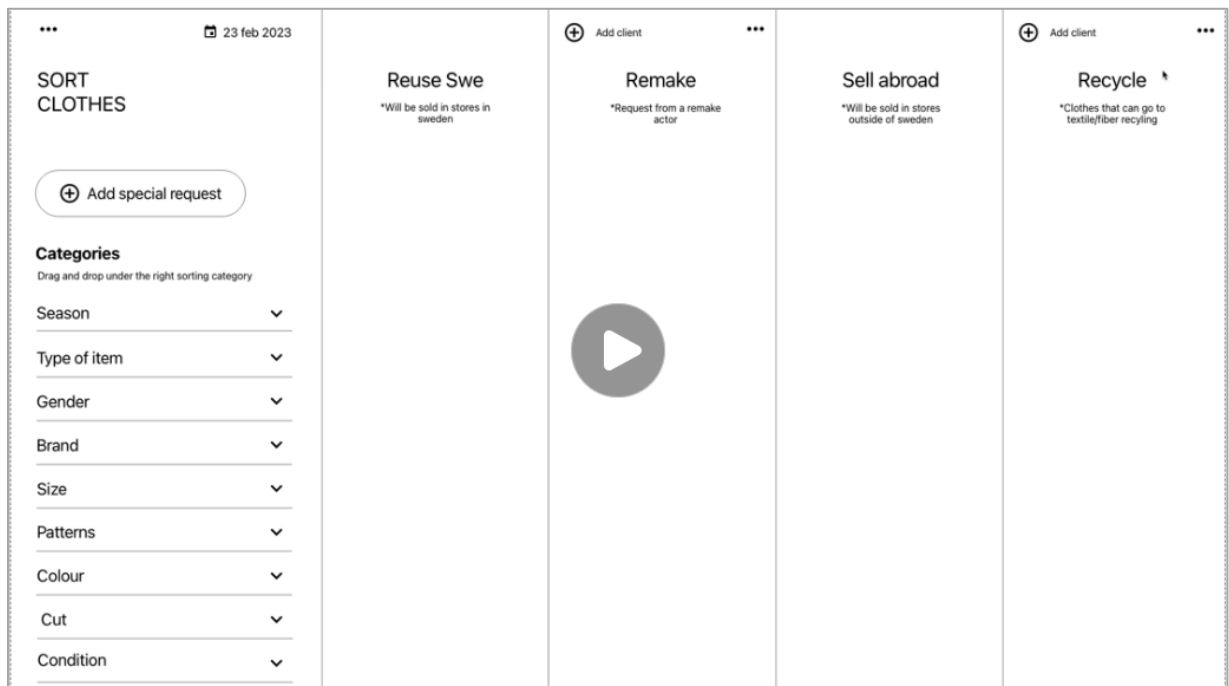 23 feb 2023
SORT
CLOTHES
Add special request
Categories
Drag and drop under the right sorting category
Season
Type of item
Gender
Brand
Size
Patterns
Colour
Cut
Condition
Reuse Swe
*Will be sold in stores in
sweden
Add client
Remake
*Request from a remake
actor
Sell abroad
*Will be sold in stores
outside of sweden
Add client
Recycle
*Clothes that can go to
textile/fiber recyling